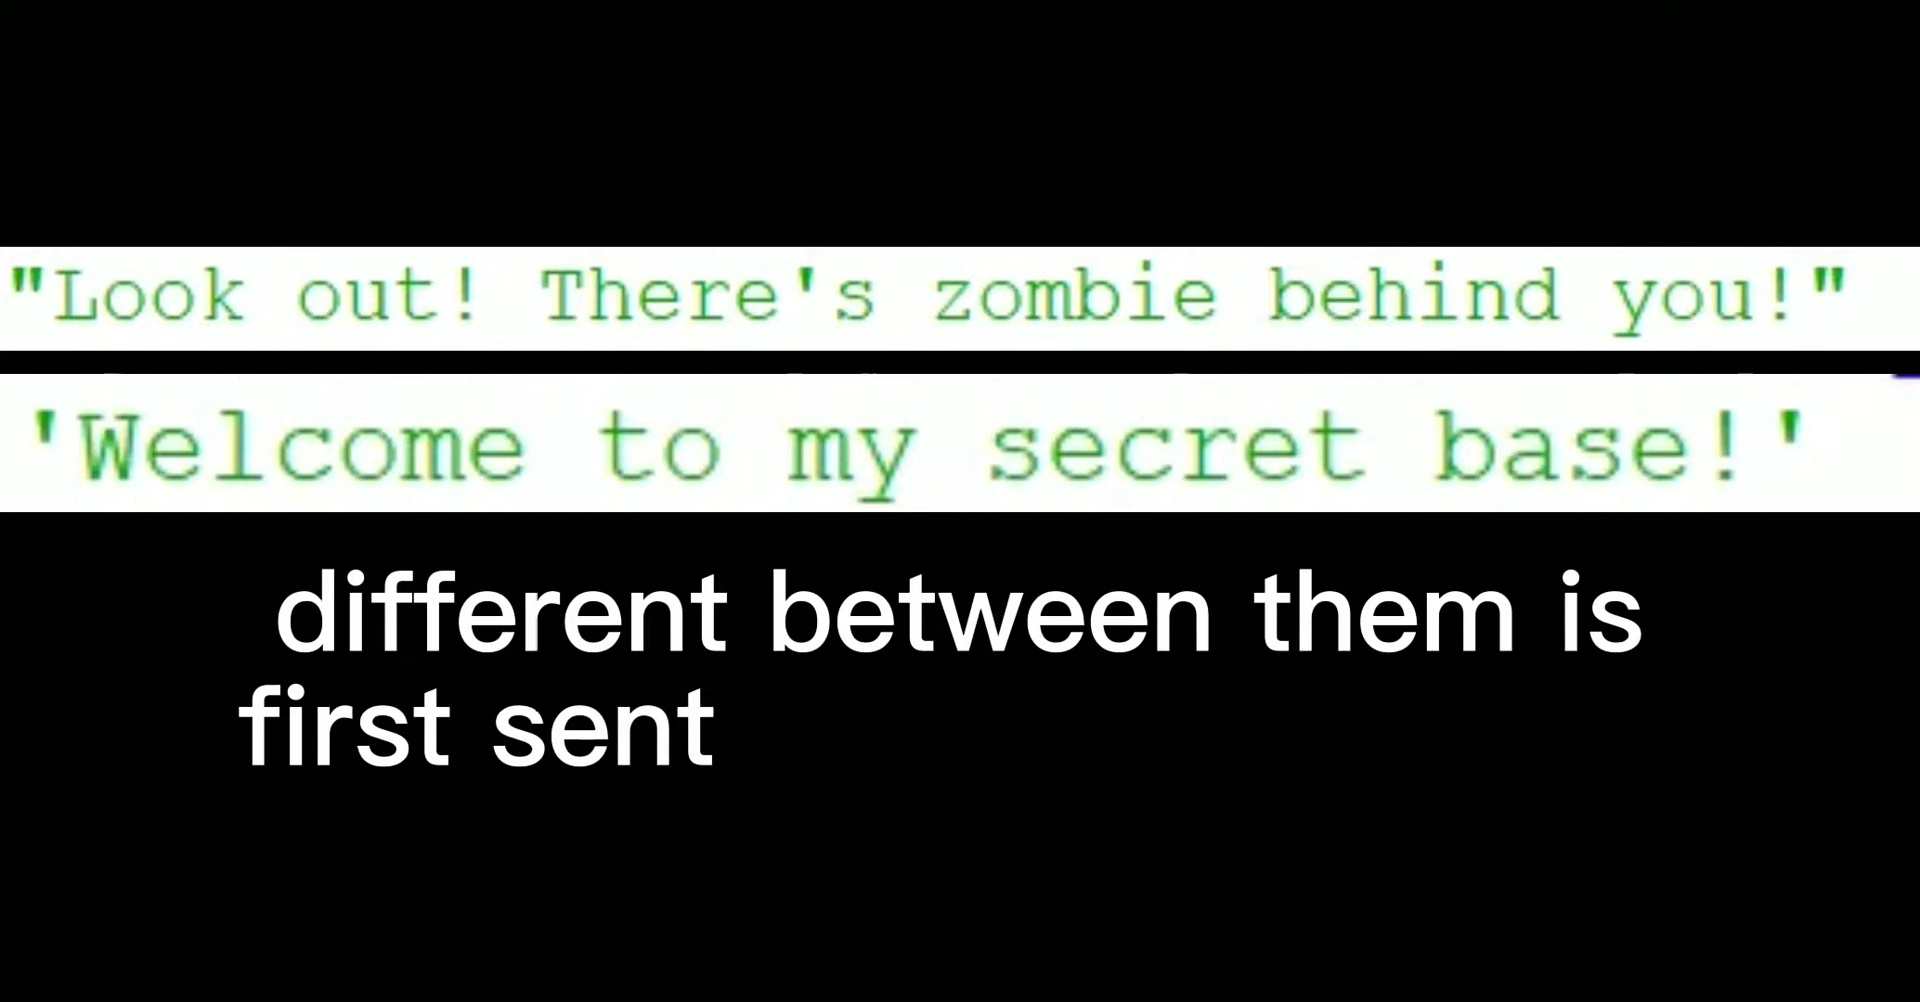 "Look out! There's zombie behind you!"
'Welcome to my secret base!'
different between them is
first sent